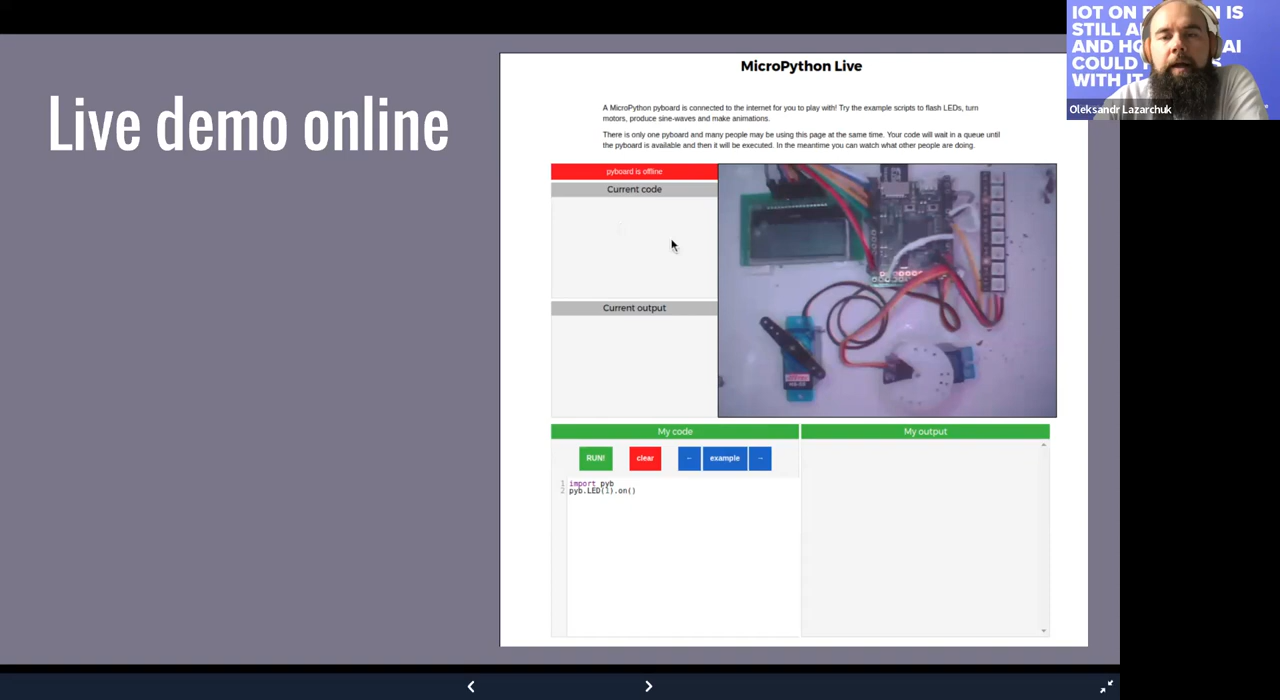 Live demo online
MicroPython Live
A MicroPython pyboard is connected to the internet for you to play with! Try the example scripts to flash LEDs, turn
motors, produce sine-waves and make animations.
There is only one pyboard and many people may be using this page at the same time. Your code will wait in a queue until
the pyboard is available and then it will be executed. In the meantime you can watch what other people are doing.
pyboard is offline
Current code
Current output
My code
My output
RUN!
clear
←
example
→
1 import pyb
2 pyb.LED(1).on()
IOT ON
N IS
STILL
AND
AI
COULD
WITH IT
Oleksandr Lazarchuk